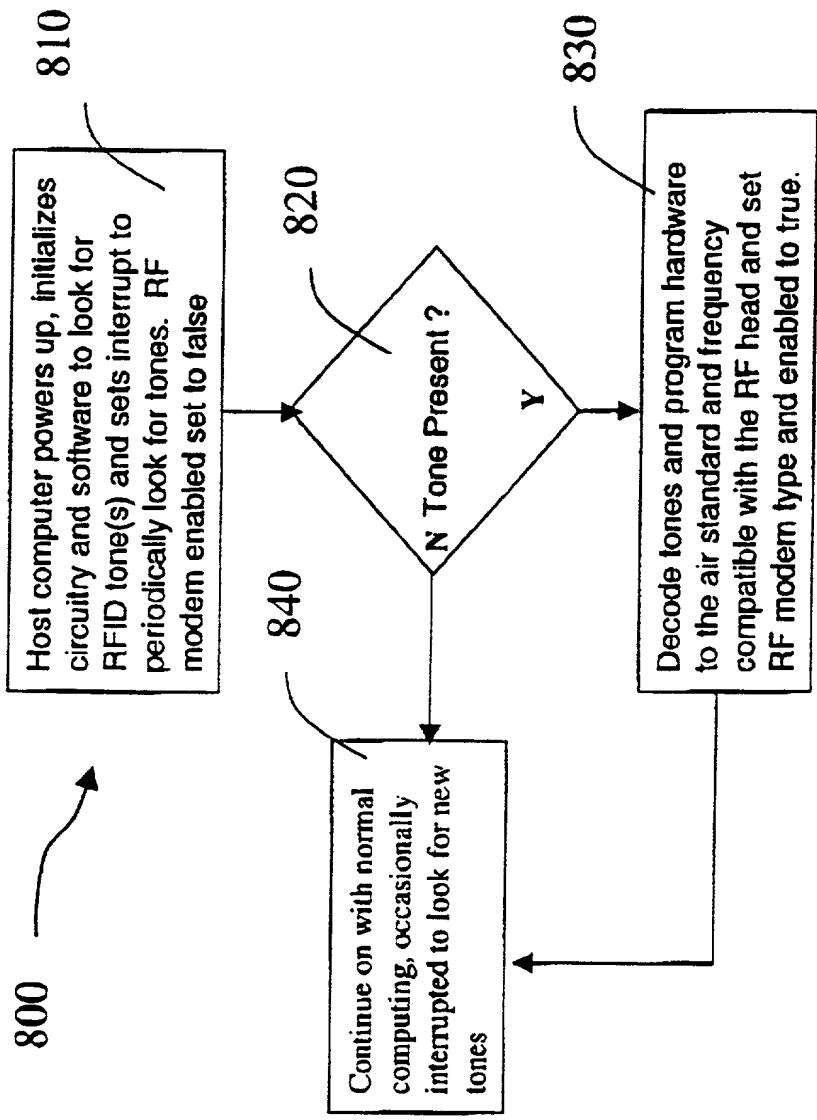 800
810
Host computer powers up, initializes
circuitry and software to look for
RFID tone(s) and sets interrupt to
periodically look for tones. RF
modem enabled set to false
820
N Tone Present ?
Y
840
Continue on with normal
computing, occasionally
interrupted to look for new
tones
830
Decode tones and program hardware
to the air standard and frequency
compatible with the RF head and set
RF modem type and enabled to true.